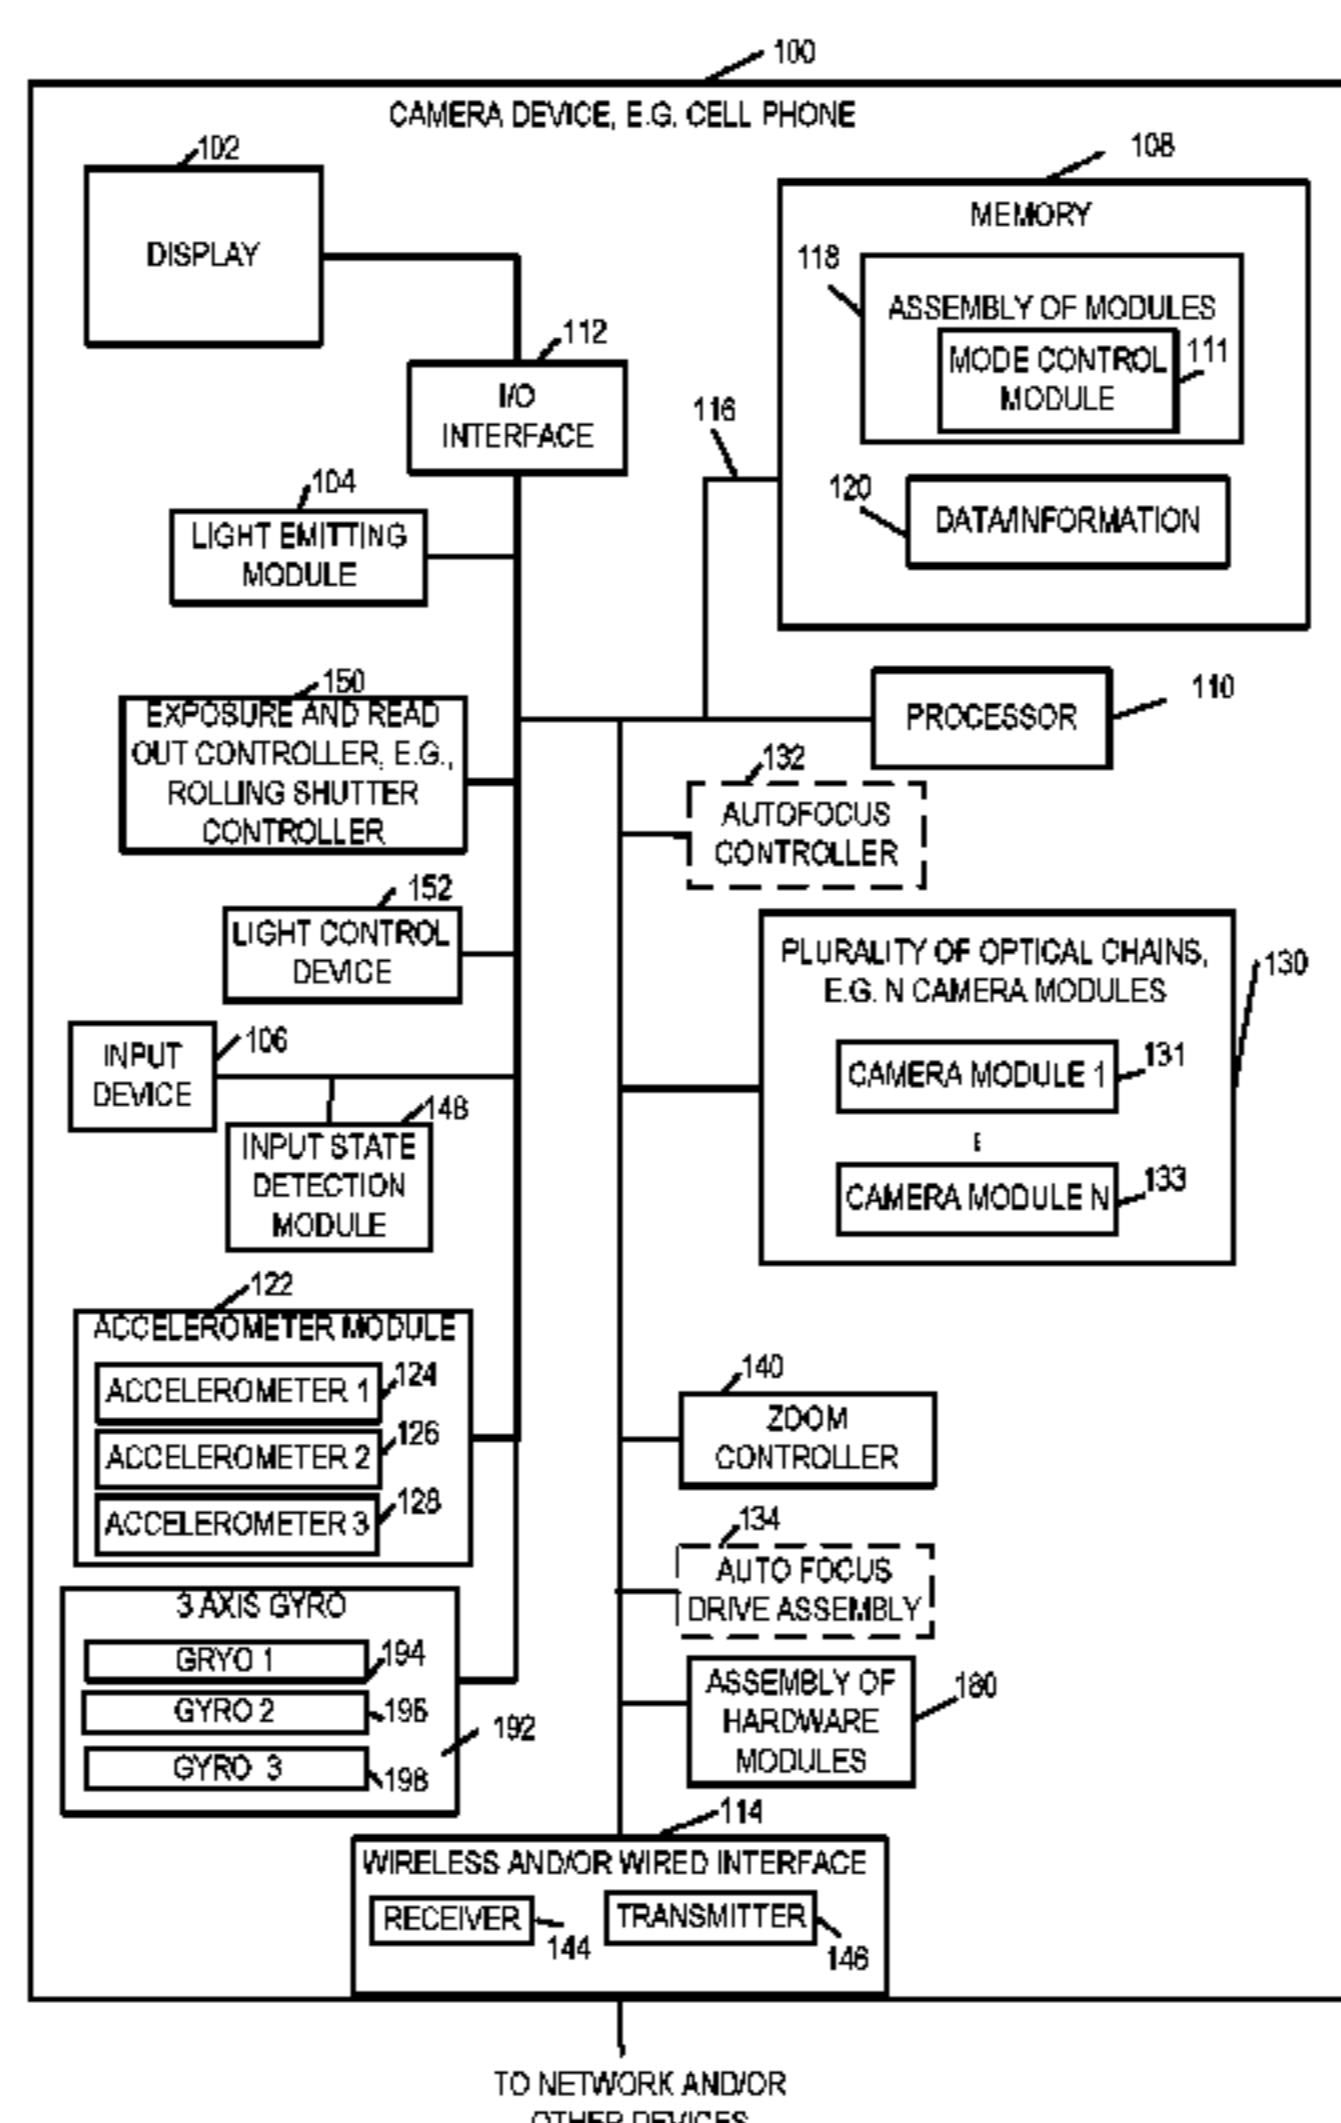 100
CAMERA DEVICE, E.G. CELL PHONE
102
DISPLAY
108
MEMORY
118
ASSEMBLY OF MODULES
MODE CONTROL
MODULE
111
112
I/O
INTERFACE
116
120
DATA/INFORMATION
104
LIGHT EMITTING
MODULE
150
EXPOSURE AND READ
OUT CONTROLLER, E.G.,
ROLLING SHUTTER
CONTROLLER
PROCESSOR
110
132
AUTOFOCUS
CONTROLLER
152
LIGHT CONTROL
DEVICE
PLURALITY OF OPTICAL CHAINS,
E.G. N CAMERA MODULES
130
CAMERA MODULE 1
131
CAMERA MODULE N
133
INPUT
DEVICE
106
148
INPUT STATE
DETECTION
MODULE
122
ACCELEROMETER MODULE
ACCELEROMETER 1
124
ACCELEROMETER 2
126
ACCELEROMETER 3
128
140
ZOOM
CONTROLLER
134
AUTO FOCUS
DRIVE ASSEMBLY
3 AXIS GYRO
GRYO 1
194
GYRO 2
196
GYRO 3
198
192
ASSEMBLY OF
HARDWARE
MODULES
180
114
WIRELESS AND/OR WIRED INTERFACE
RECEIVER
144
TRANSMITTER
146
TO NETWORK AND/OR
OTHER DEVICES